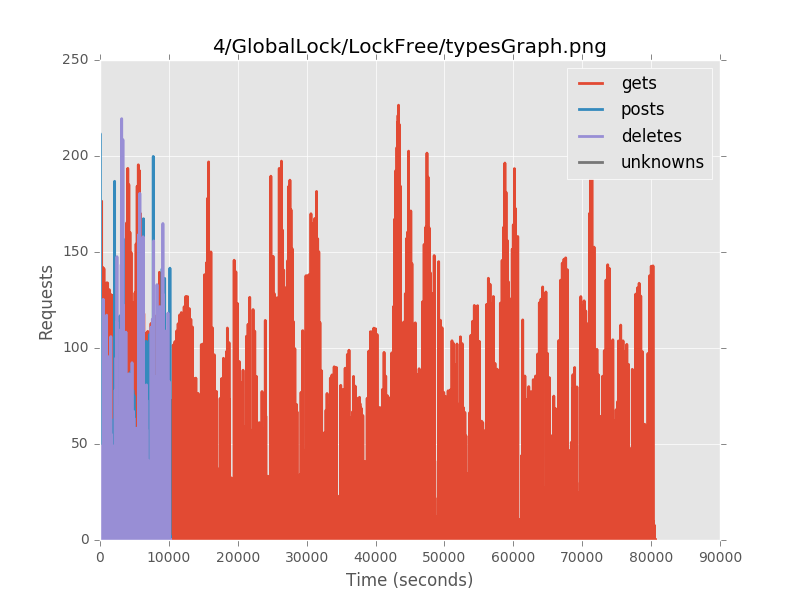 4/GlobalLock/LockFree/typesGraph.png
250
200
150
100
50
0
Requests
gets
posts
deletes
unknowns
0 10000 20000 30000 40000 50000 60000 70000 80000 90000
Time (seconds)